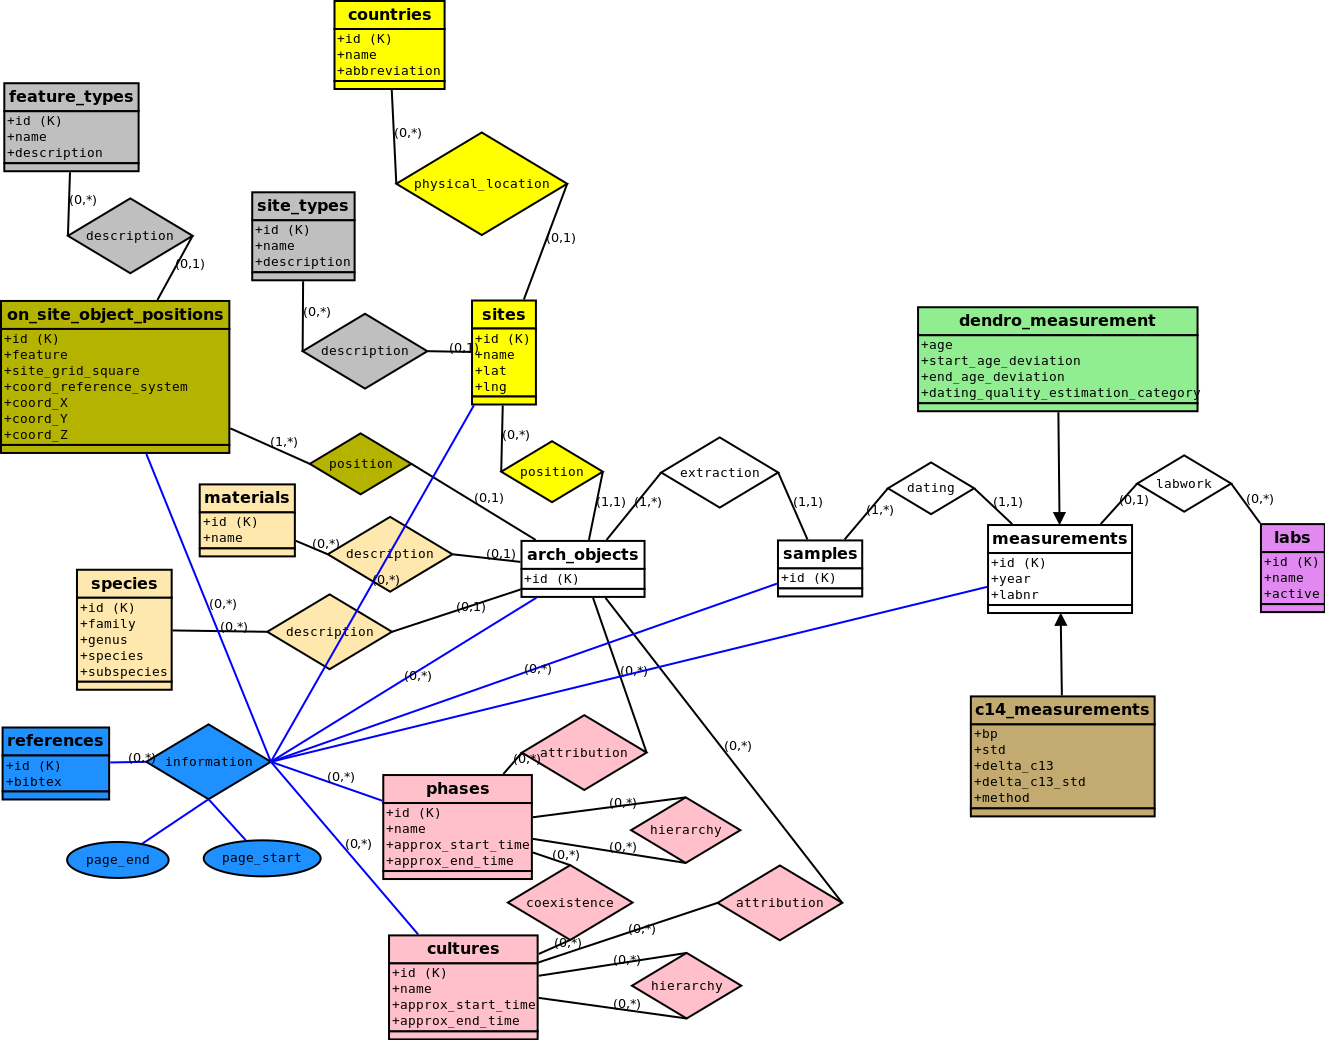 countries
+id (K)
+name
+abbreviation
feature_types
+id (K)
+name
+description
(0,*)
physical_location
(0,*)
description
(0,1)
site_types
+id (K)
+name
+description
(0,1)
(0,*)
description
(0,1)
sites
+id (K)
+name
+lat
+lng
on_site_object_positions
+id (K)
+feature
+site_grid_square
+coord_reference_system
+coord_X
+coord_Y
+coord_Z
dendro_measurement
+age
+start_age_deviation
+end_age_deviation
+dating_quality_estimation_category
(1,*)
position
(0,1)
(0,*)
position
(1,1)
(1,*)
extraction
(1,1)
(1,*)
dating
(1,1)
(0,1)
labwork
(0,*)
materials
+id (K)
+name
(0,*)
description
(0,1)
(0,*)
arch_objects
+id (K)
samples
+id (K)
measurements
+id (K)
+year
+labnr
labs
+id (K)
+name
+active
species
+id (K)
+family
+genus
+species
+subspecies
(0,*)
(0,*)
description
(0,1)
(0,*)
(0,*)
(0,*)
c14_measurements
+bp
+std
+delta_c13
+delta_c13_std
+method
references
+id (K)
+bibtex
(0,*)
information
(0,*)
(0,*)
attribution
(0,*)
page_end
page_start
(0,*)
phases
+id (K)
+name
+approx_start_time
+approx_end_time
(0,*)
hierarchy
(0,*)
(0,*)
coexistence
(0,*)
attribution
(0,*)
cultures
+id (K)
+name
+approx_start_time
+approx_end_time
(0,*)
hierarchy
(0,*)